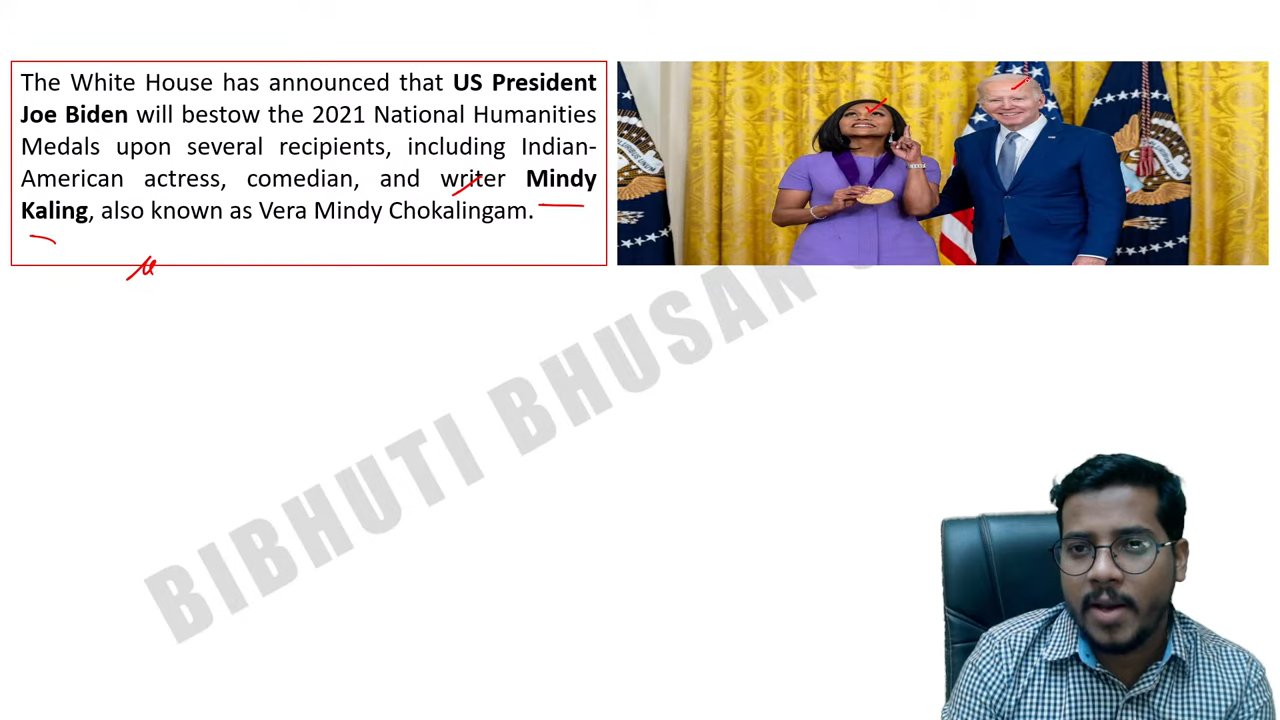 The White House has announced that US President
Joe Biden will bestow the 2021 National Humanities
Medals upon several recipients, including Indian-
American actress, comedian, and writer Mindy
Kaling, also known as Vera Mindy Chokalingam.
BIBHUTI BHUSAN